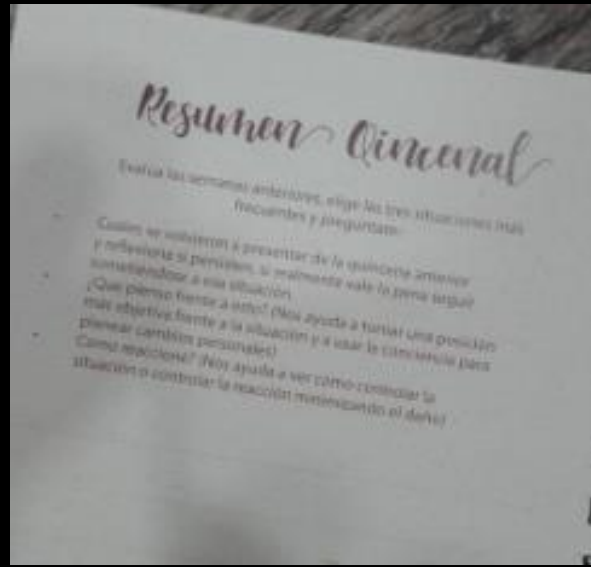 Resumen Qincenal
Evalua las semanas anteriores, elige las tres situaciones más
frecuentes y pregúntate:
Cuáles se volvieron a presentar de la quincena anterior
y reflexiona si persisten, si realmente vale la pena seguir
sometiéndose a esa situación.
¿Qué pienso frente a esto? (Nos ayuda a tomar una posición
más objetiva frente a la situación y a usar la conciencia para
planear cambios personales)
Cómo reaccioné? (Nos ayuda a ver cómo controlar la
situación o controlar la reacción minimizando el daño)